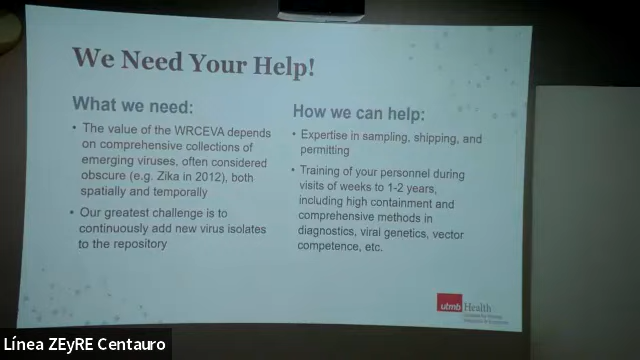 We Need Your Help!
What we need:
• The value of the WRCEVA depends
on comprehensive collections of
emerging viruses, often considered
obscure (e.g. Zika in 2012), both
spatially and temporally
• Our greatest challenge is to
continuously add new virus isolates
to the repository
How we can help:
• Expertise in sampling, shipping, and
permitting
• Training of your personnel during
visits of weeks to 1-2 years,
including high containment and
comprehensive methods in
diagnostics, viral genetics, vector
competence, etc.
utmb Health
Línea ZEyRE Centauro